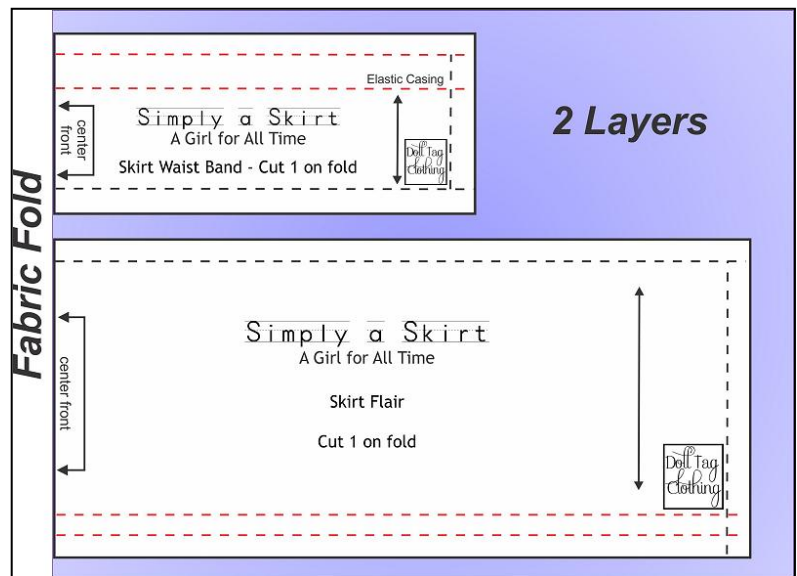 Fabric Fold
2 Layers
Elastic Casing
center
front
Simply a Skirt
A Girl for All Time
Skirt Waist Band - Cut 1 on fold
Doll Tag
Clothing
center front
Simply a Skirt
A Girl for All Time
Skirt Flair
Cut 1 on fold
Doll Tag
Clothing